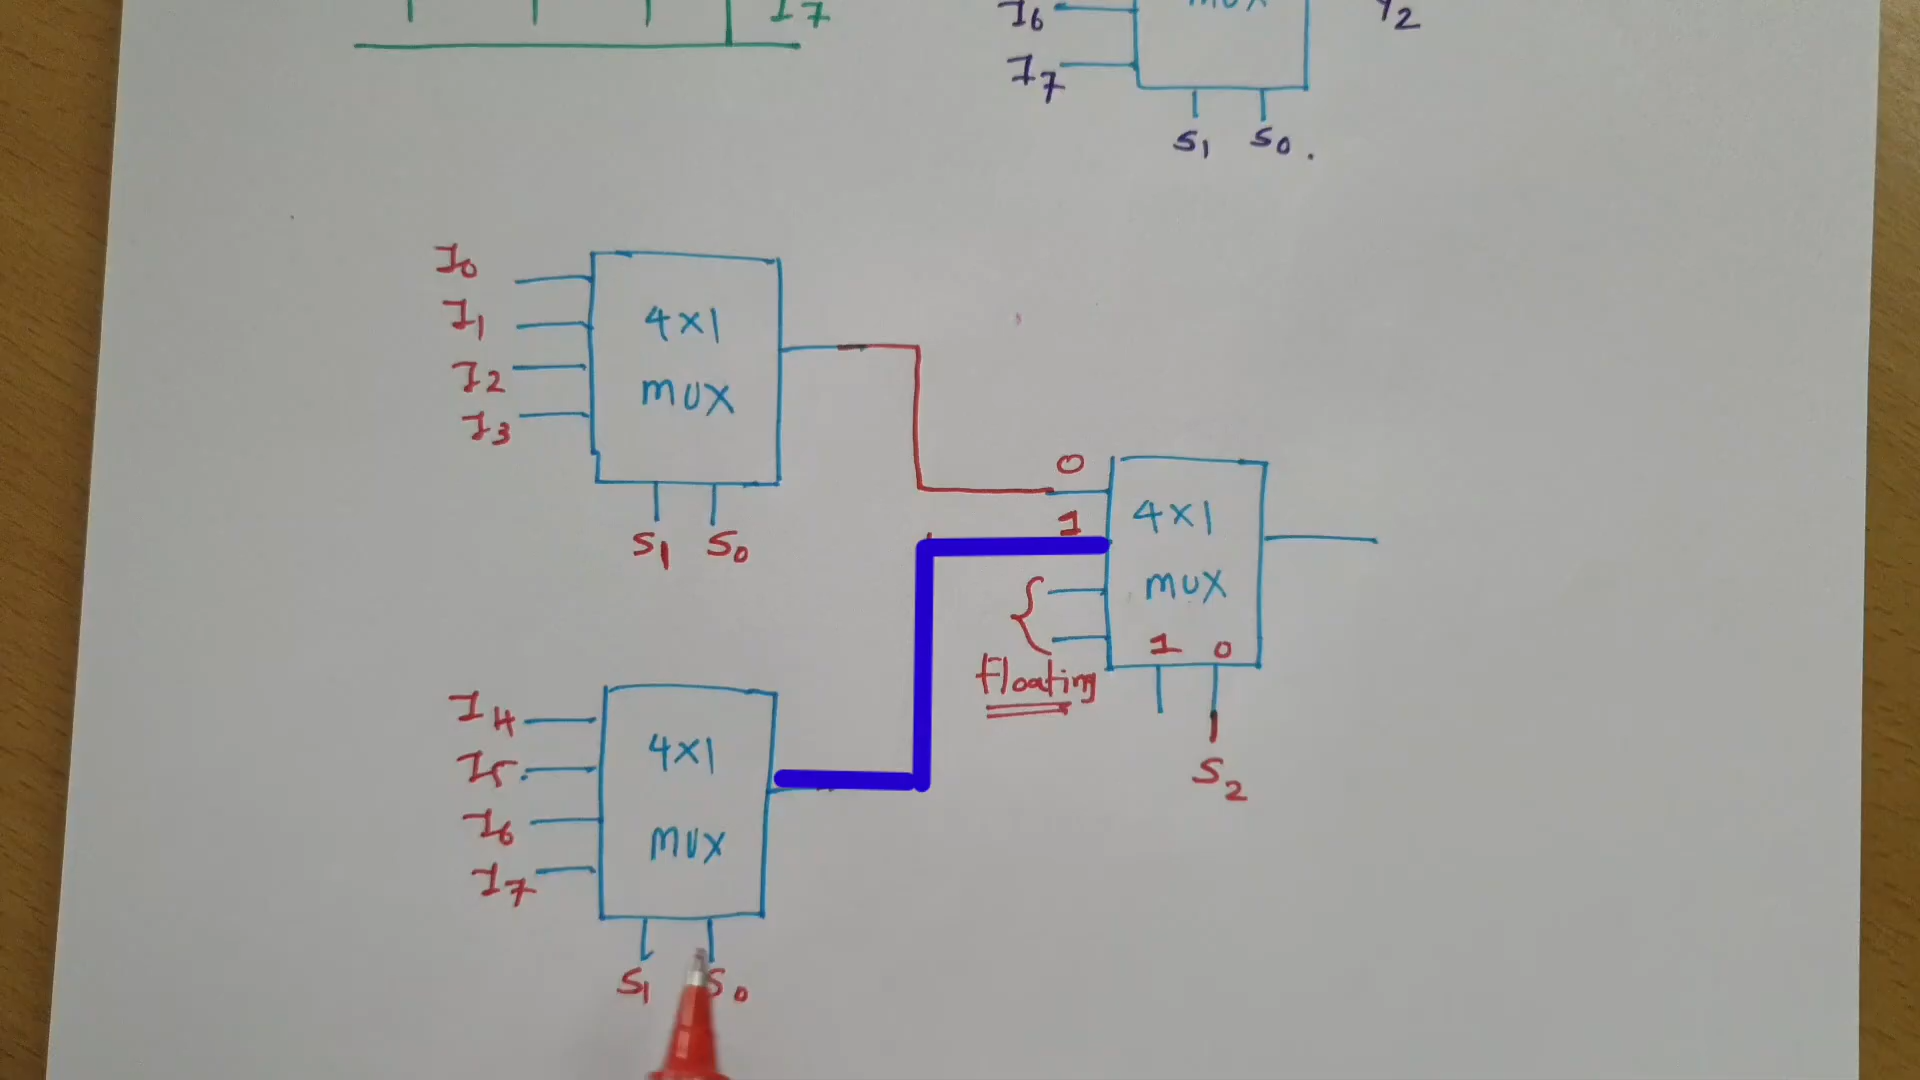 I7
I6
MUX
Y2
I7
S1 S0.
I0
I1
I2
I3
4X1
MUX
S1 S0
0
1
4X1
MUX
1 0
{
Floating
S2
I4
I5
I6
I7
4X1
MUX
S1 S0